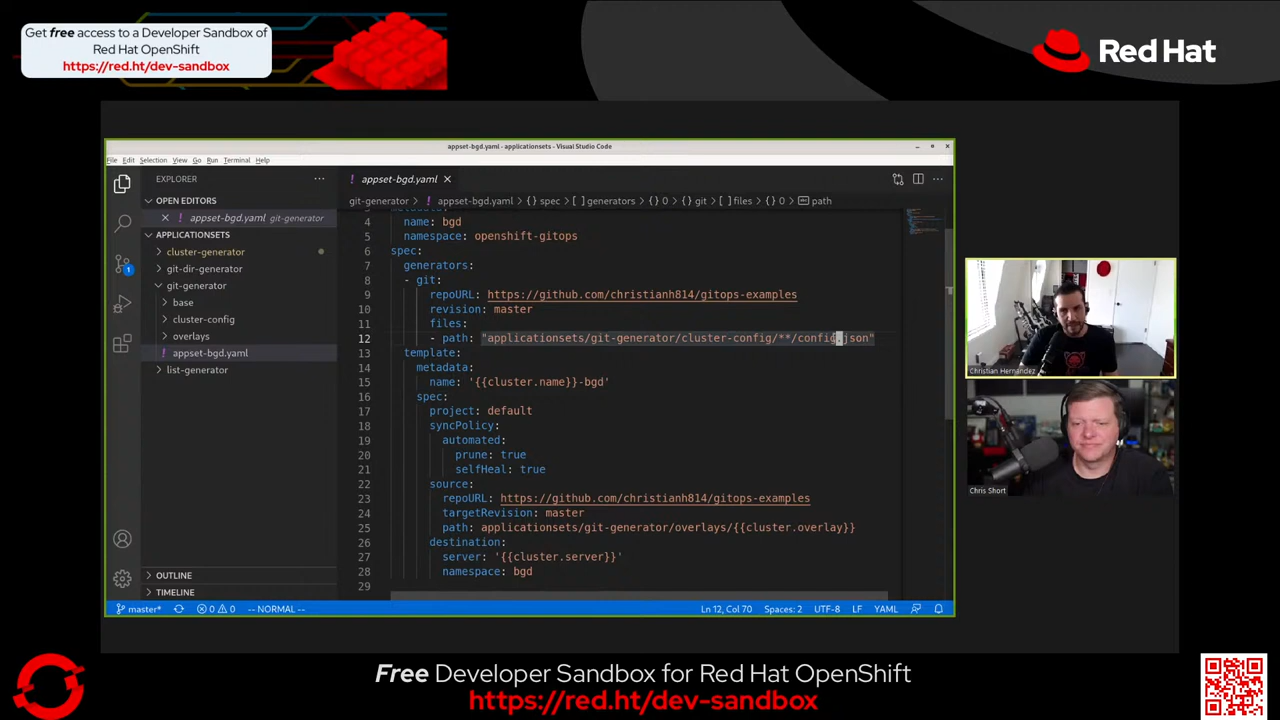 Get free access to a Developer Sandbox of
Red Hat OpenShift
https://red.ht/dev-sandbox
Red Hat
appset-bgd.yaml - applicationsets - Visual Studio Code
File Edit Selection View Go Run Terminal Help
EXPLORER
OPEN EDITORS
! appset-bgd.yaml git-generator
APPLICATIONSETS
cluster-generator
git-dir-generator
git-generator
base
cluster-config
overlays
! appset-bgd.yaml
list-generator
OUTLINE
TIMELINE
1
! appset-bgd.yaml
git-generator > ! appset-bgd.yaml > {} spec > [ ] generators > {} 0 > {} git > [ ] files > {} 0 > abc path
4 name: bgd
5 namespace: openshift-gitops
6 spec:
7 generators:
8 - git:
9 repoURL: https://github.com/christianh814/gitops-examples
10 revision: master
11 files:
12 - path: "applicationsets/git-generator/cluster-config/**/config.json"
13 template:
14 metadata:
15 name: '{{cluster.name}}-bgd'
16 spec:
17 project: default
18 syncPolicy:
19 automated:
20 prune: true
21 selfHeal: true
22 source:
23 repoURL: https://github.com/christianh814/gitops-examples
24 targetRevision: master
25 path: applicationsets/git-generator/overlays/{{cluster.overlay}}
26 destination:
27 server: '{{cluster.server}}'
28 namespace: bgd
29
master* 0 0 -- NORMAL -- Ln 12, Col 70 Spaces: 2 UTF-8 LF YAML
Christian Hernandez
Chris Short
Free Developer Sandbox for Red Hat OpenShift
https://red.ht/dev-sandbox